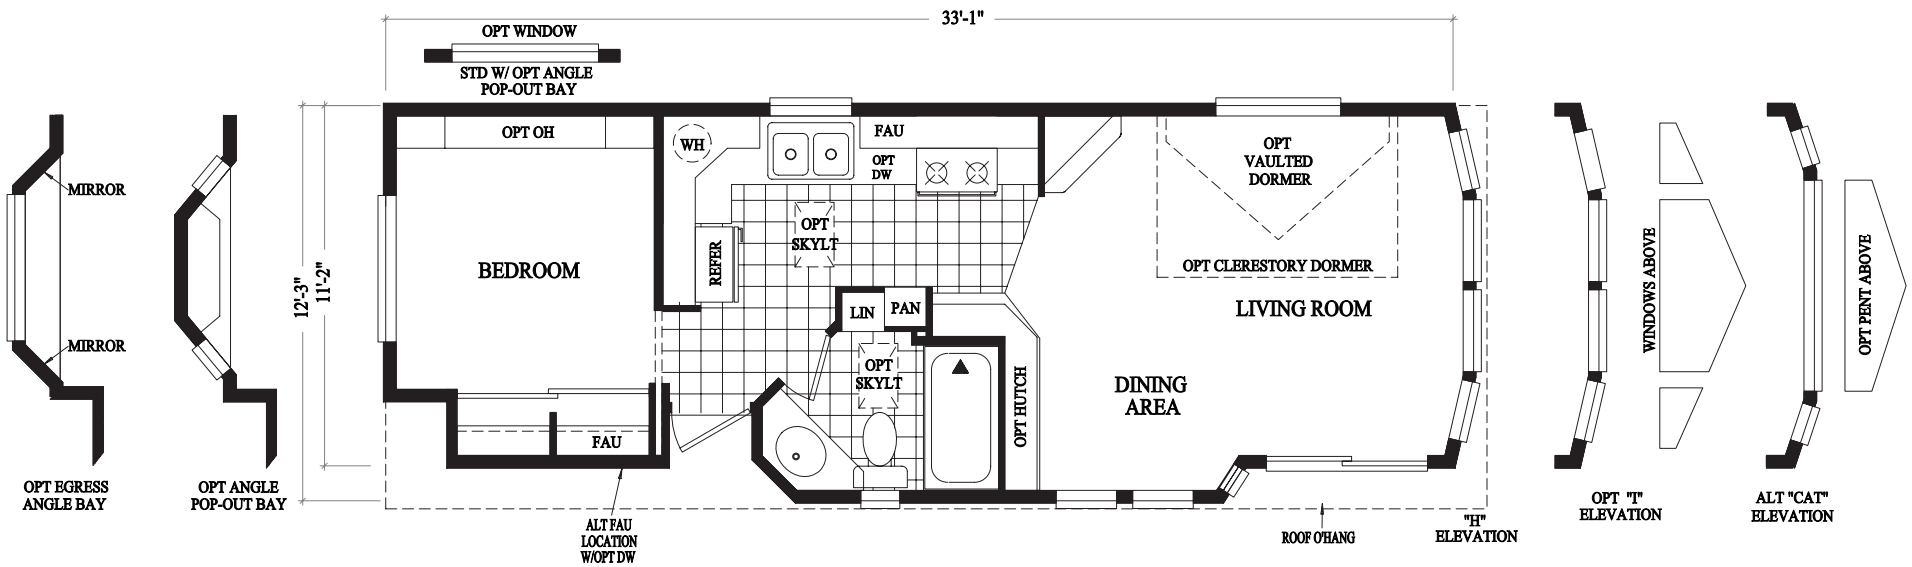 33'-1"
OPT WINDOW
STD W/ OPT ANGLE
POP-OUT BAY
OPT OH
WH
FAU
OPT
DW
OPT
VAULTED
DORMER
MIRROR
OPT
SKYLT
REFER
BEDROOM
OPT CLERESTORY DORMER
LIVING ROOM
12'-3"
11'-2"
WINDOWS ABOVE
OPT PENT ABOVE
LIN
PAN
MIRROR
OPT
SKYLT
DINING
AREA
OPT HUTCH
FAU
OPT EGRESS
ANGLE BAY
OPT ANGLE
POP-OUT BAY
ALT FAU
LOCATION
W/OPT DW
ROOF O'HANG
"H"
ELEVATION
OPT "I"
ELEVATION
ALT "CAT"
ELEVATION